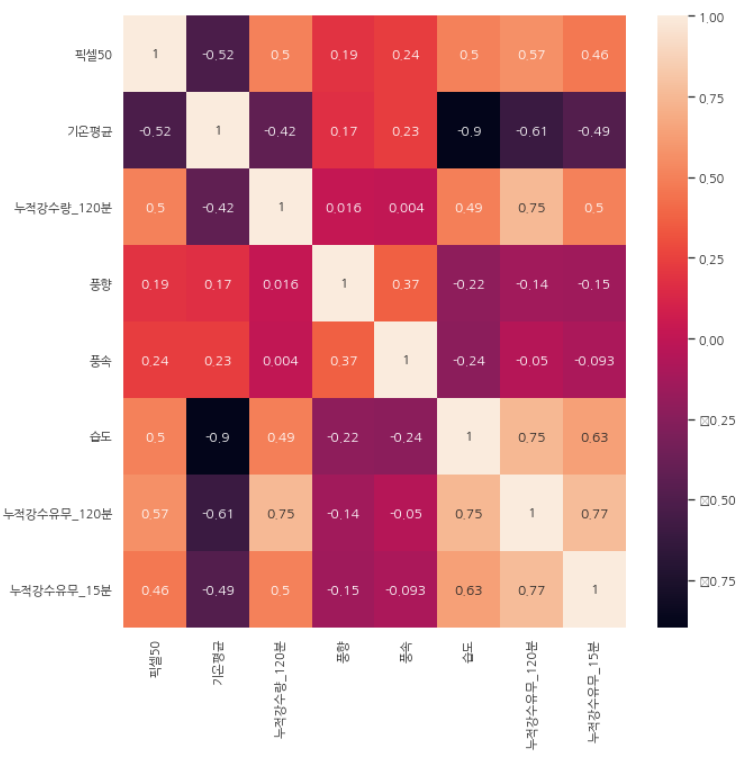 픽셀50 1 -0.52 0.5 0.19 0.24 0.5 0.57 0.46
기온평균 -0.52 1 -0.42 0.17 0.23 -0.9 -0.61 -0.49
누적강수량_120분 0.5 -0.42 1 0.016 0.004 0.49 0.75 0.5
풍향 0.19 0.17 0.016 1 0.37 -0.22 -0.14 -0.15
풍속 0.24 0.23 0.004 0.37 1 -0.24 -0.05 -0.093
습도 0.5 -0.9 0.49 -0.22 -0.24 1 0.75 0.63
누적강수유무_120분 0.57 -0.61 0.75 -0.14 -0.05 0.75 1 0.77
누적강수유무_15분 0.46 -0.49 0.5 -0.15 -0.093 0.63 0.77 1
픽셀50
기온평균
누적강수량_120분
풍향
풍속
습도
누적강수유무_120분
누적강수유무_15분
1.00
0.75
0.50
0.25
0.00
□0.25
□0.50
□0.75